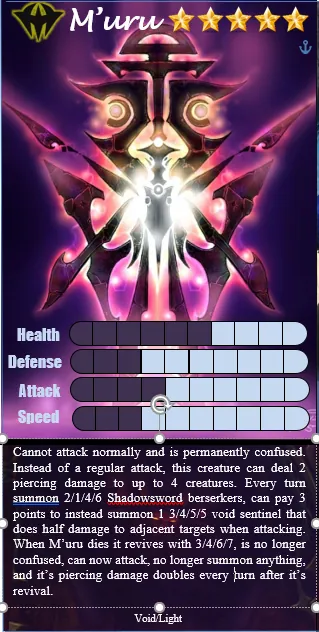 M'uru
Health
Defense
Attack
Speed
Cannot attack normally and is permanently confused.
Instead of a regular attack, this creature can deal 2
piercing damage to up to 4 creatures. Every turn
summon 2/1/4/6 Shadowsword berserkers, can pay 3
points to instead summon 1 3/4/5/5 void sentinel that
does half damage to adjacent targets when attacking.
When M'uru dies it revives with 3/4/6/7, is no longer
confused, can now attack, no longer summon anything,
and it's piercing damage doubles every turn after it's
revival.
Void/Light